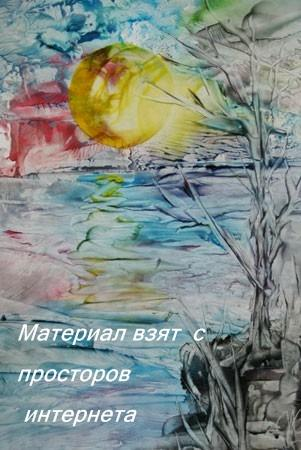 Материал взят с
просторов
интернета